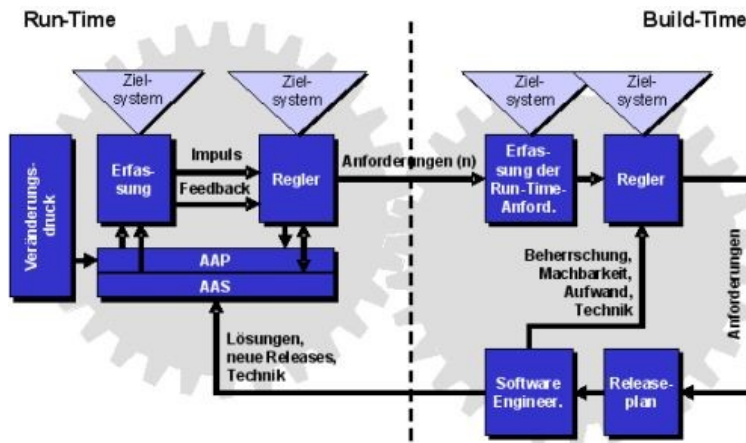 Run-Time
Build-Time
Ziel-
system
Ziel-
system
Ziel-
system
Ziel-
system
Veränderungs-
druck
Erfas-
sung
Impuls
Feedback
Regler
Anforderungen (n)
Erfas-
sung der
Run-Time-
Anford.
Regler
AAP
AAS
Beherrschung,
Machbarkeit,
Aufwand,
Technik
Anforderungen
Lösungen,
neue Releases,
Technik
Software
Engineer.
Release-
plan